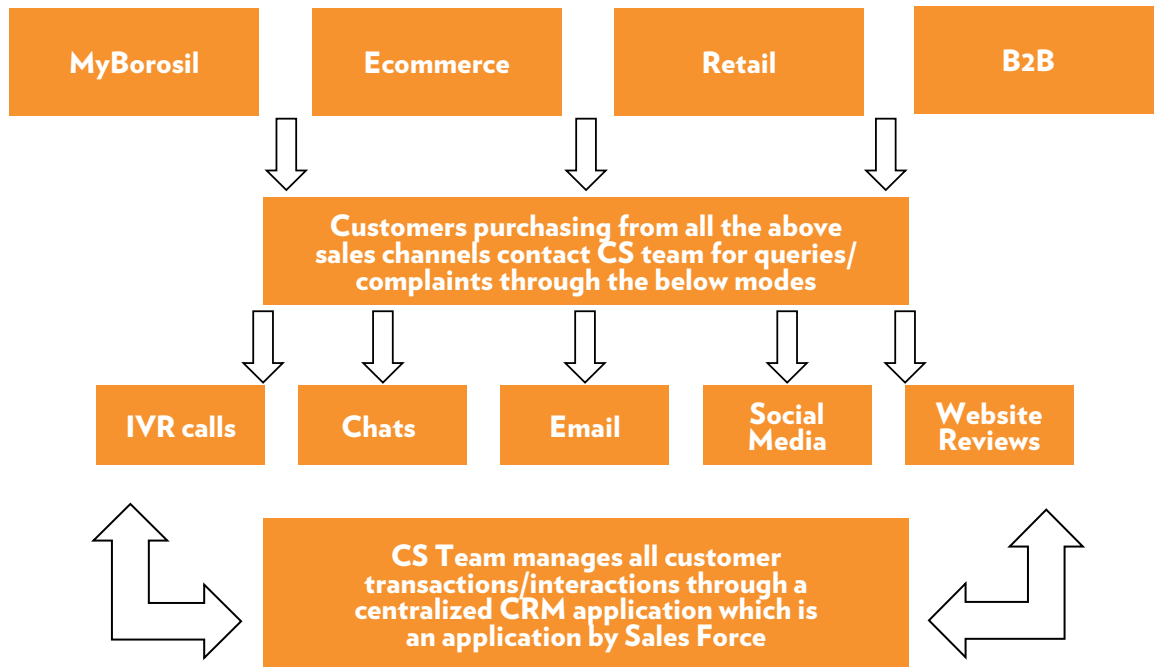 MyBorosil
Ecommerce
Retail
B2B
Customers purchasing from all the above
sales channels contact CS team for queries/
complaints through the below modes
IVR calls
Chats
Email
Social
Media
Website
Reviews
CS Team manages all customer
transactions/interactions through a
centralized CRM application which is
an application by Sales Force